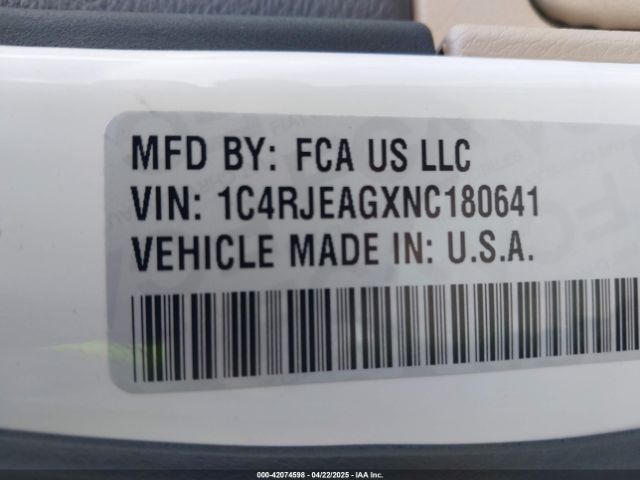 MFD BY: FCA US LLC
VIN: 1C4RJEAGXNC180641
VEHICLE MADE IN: U.S.A.
000-42074598 - 04/22/2025 - IAA Inc.